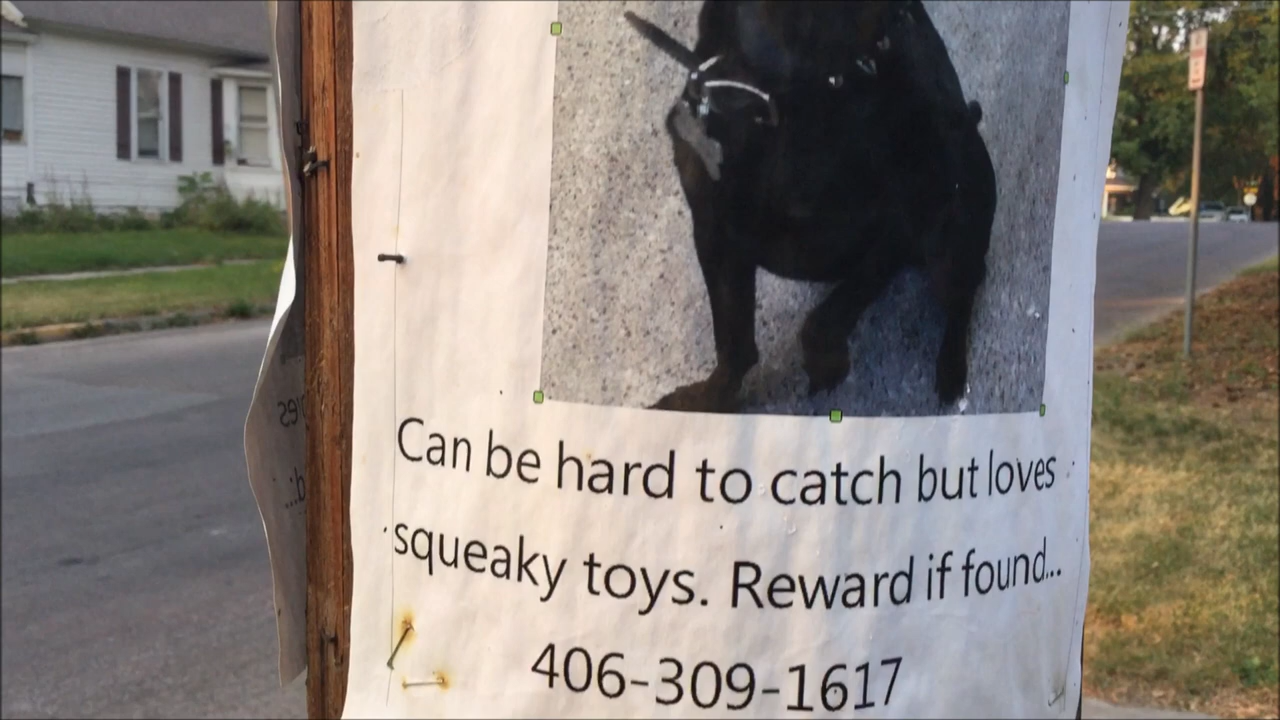 Can be hard to catch but loves
squeaky toys. Reward if found...
406-309-1617